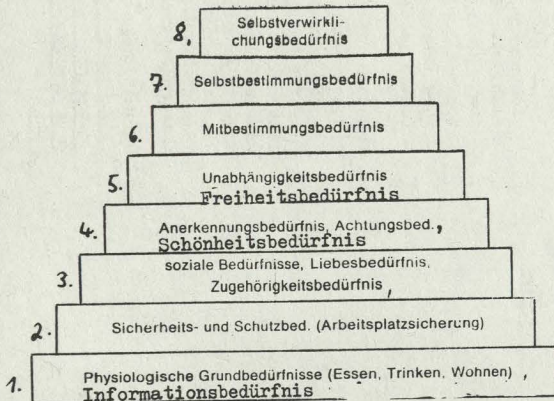 8. Selbstverwirkli-
chungsbedürfnis
7. Selbstbestimmungsbedürfnis
6. Mitbestimmungsbedürfnis
5. Unabhängigkeitsbedürfnis
Freiheitsbedürfnis
4. Anerkennungsbedürfnis, Achtungsbed.,
Schönheitsbedürfnis
3. soziale Bedürfnisse, Liebesbedürfnis,
Zugehörigkeitsbedürfnis,
2. Sicherheits- und Schutzbed. (Arbeitsplatzsicherung)
1. Physiologische Grundbedürfnisse (Essen, Trinken, Wohnen),
Informationsbedürfnis